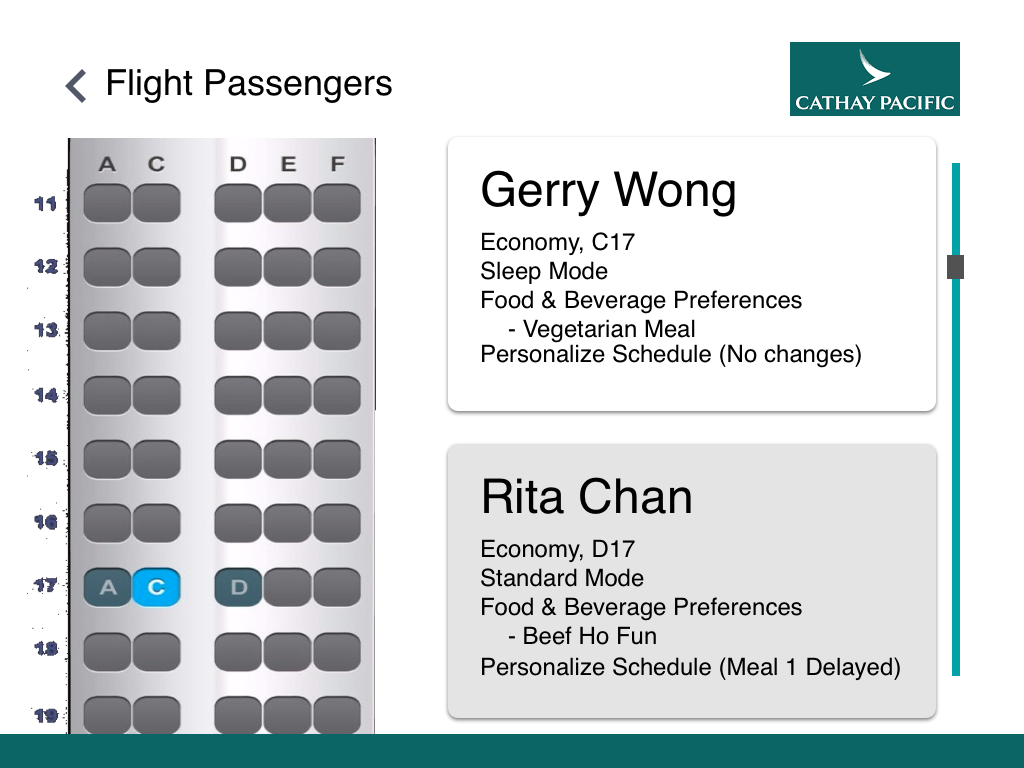 Flight Passengers
CATHAY PACIFIC
A C D E F
11
12
13
14
15
16
17 A C D
18
19
Gerry Wong
Economy, C17
Sleep Mode
Food & Beverage Preferences
- Vegetarian Meal
Personalize Schedule (No changes)
Rita Chan
Economy, D17
Standard Mode
Food & Beverage Preferences
- Beef Ho Fun
Personalize Schedule (Meal 1 Delayed)